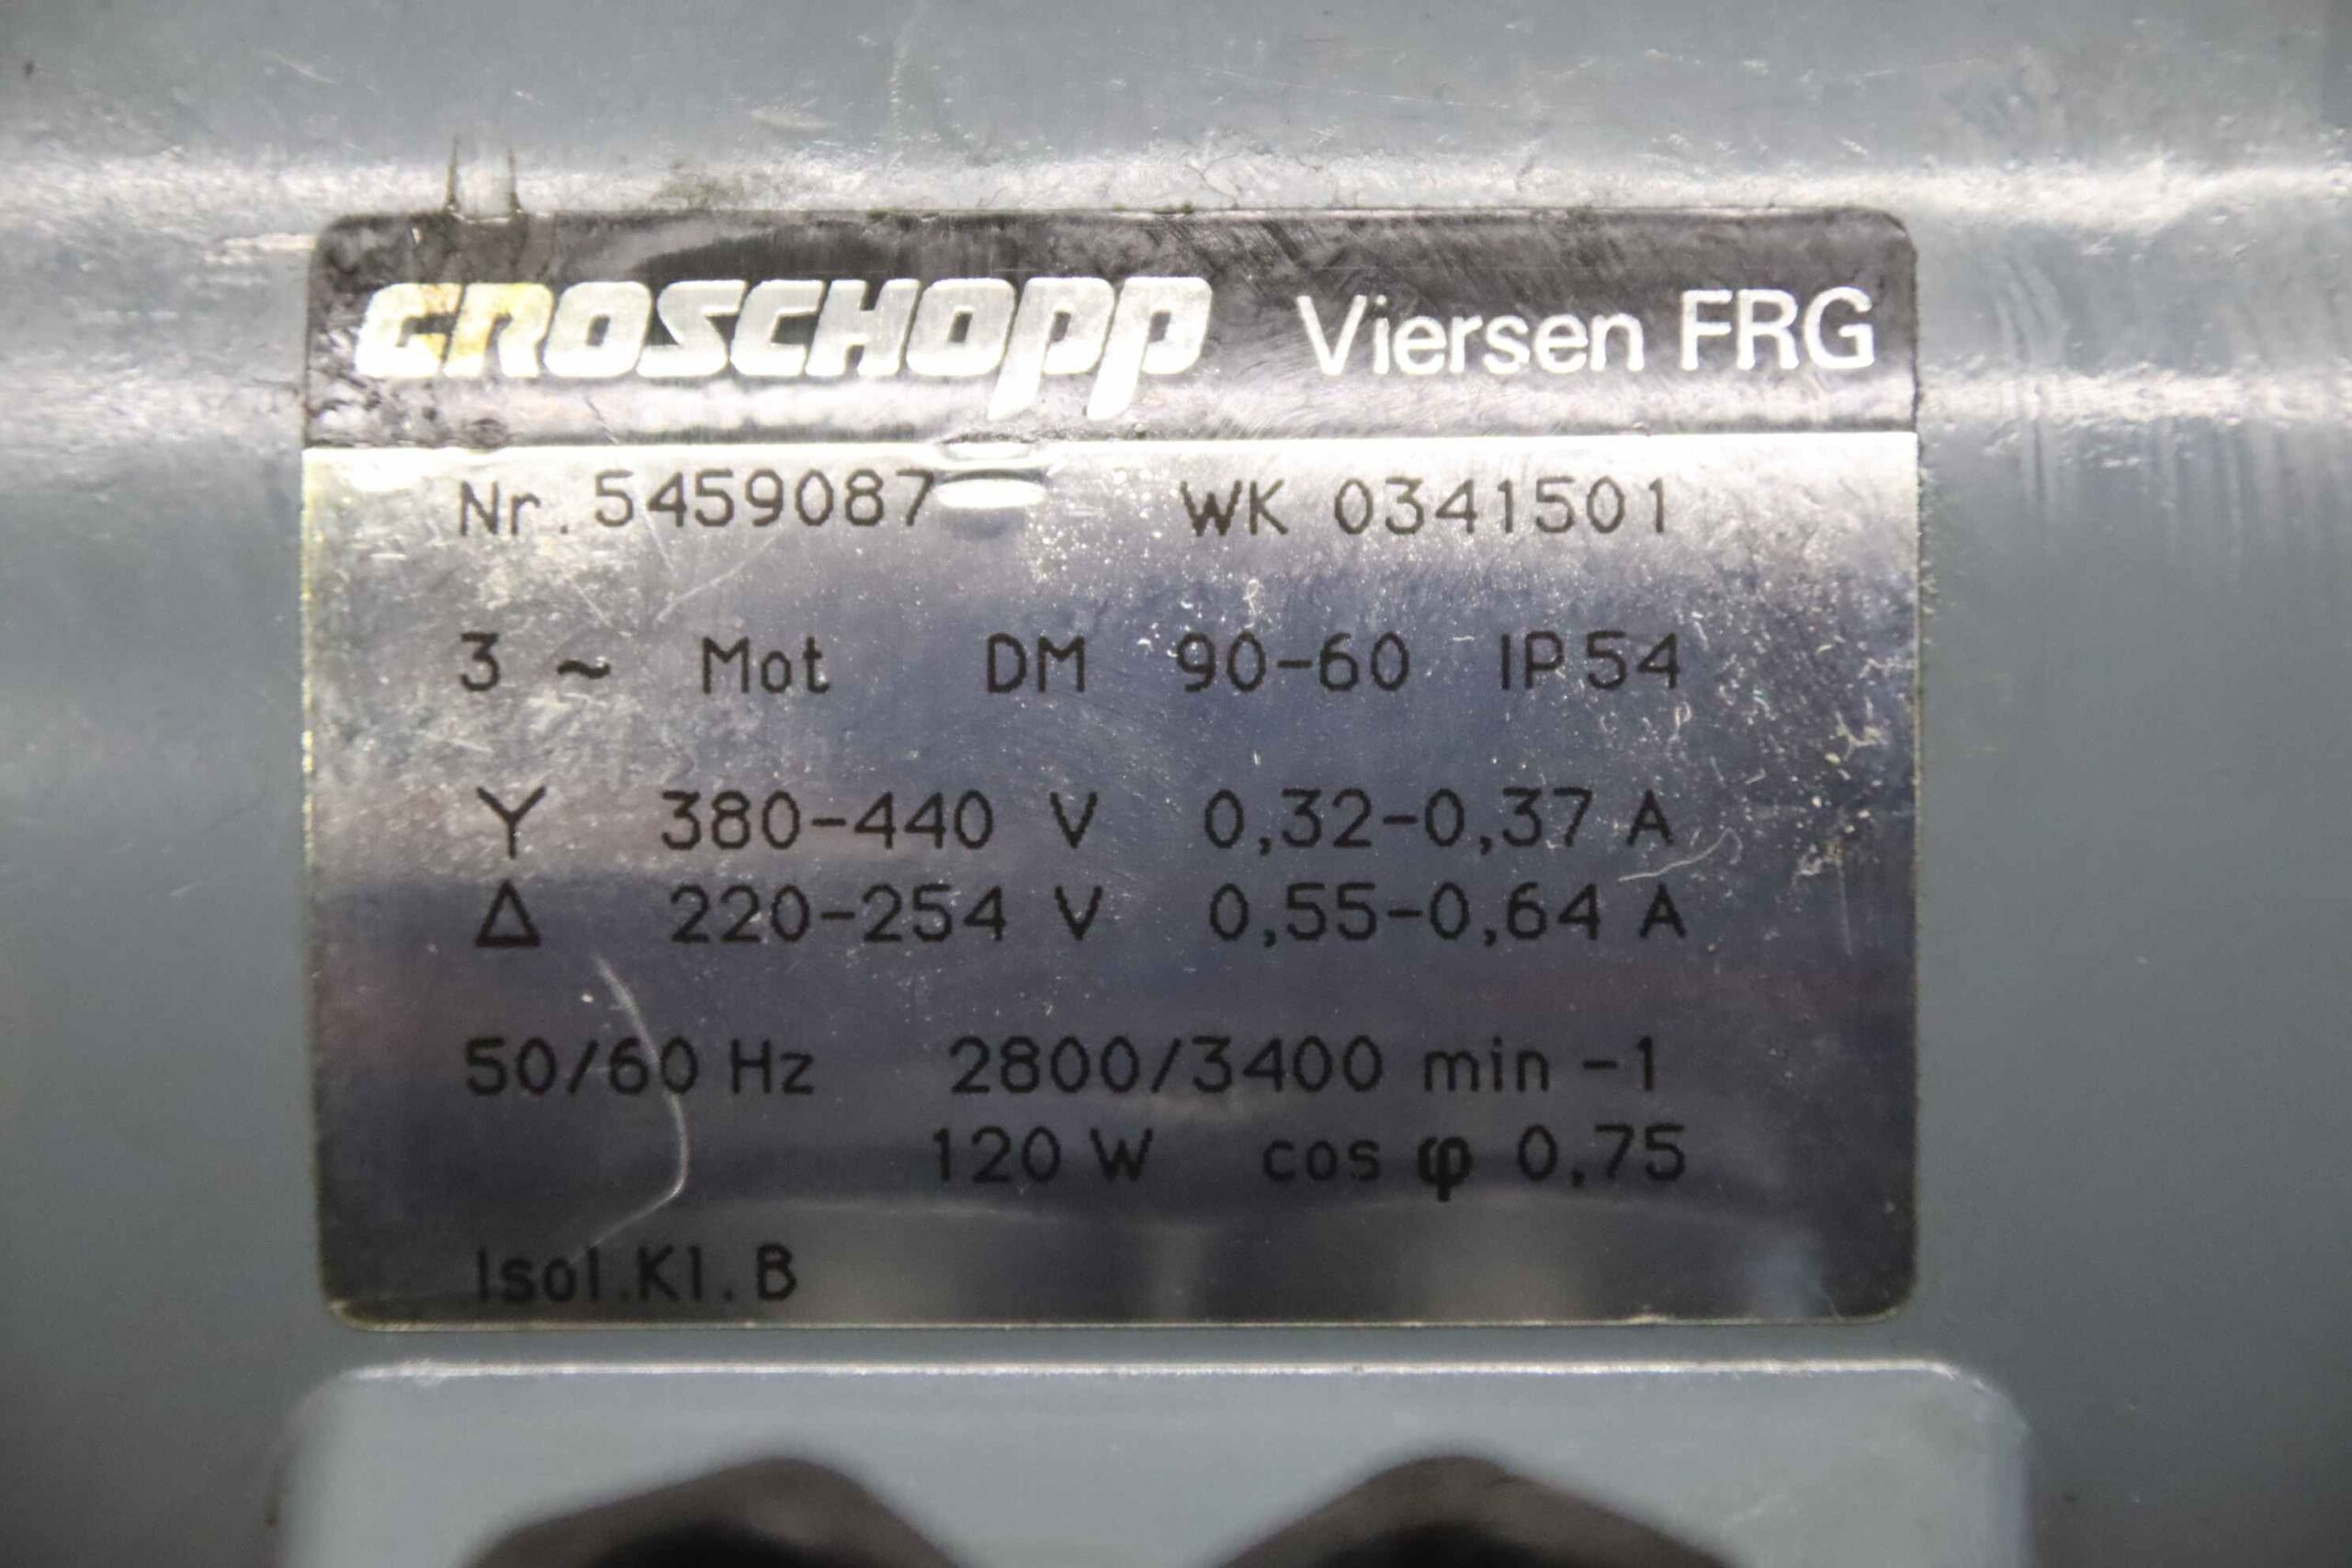 GROSCHOPP Viersen FRG
Nr. 5459087 WK 0341501
3 ~ Mot DM 90-60 IP54
Y 380-440 V 0,32-0,37 A
Δ 220-254 V 0,55-0,64 A
50/60 Hz 2800/3400 min -1
120 W cos φ 0,75
Isol.Kl. B